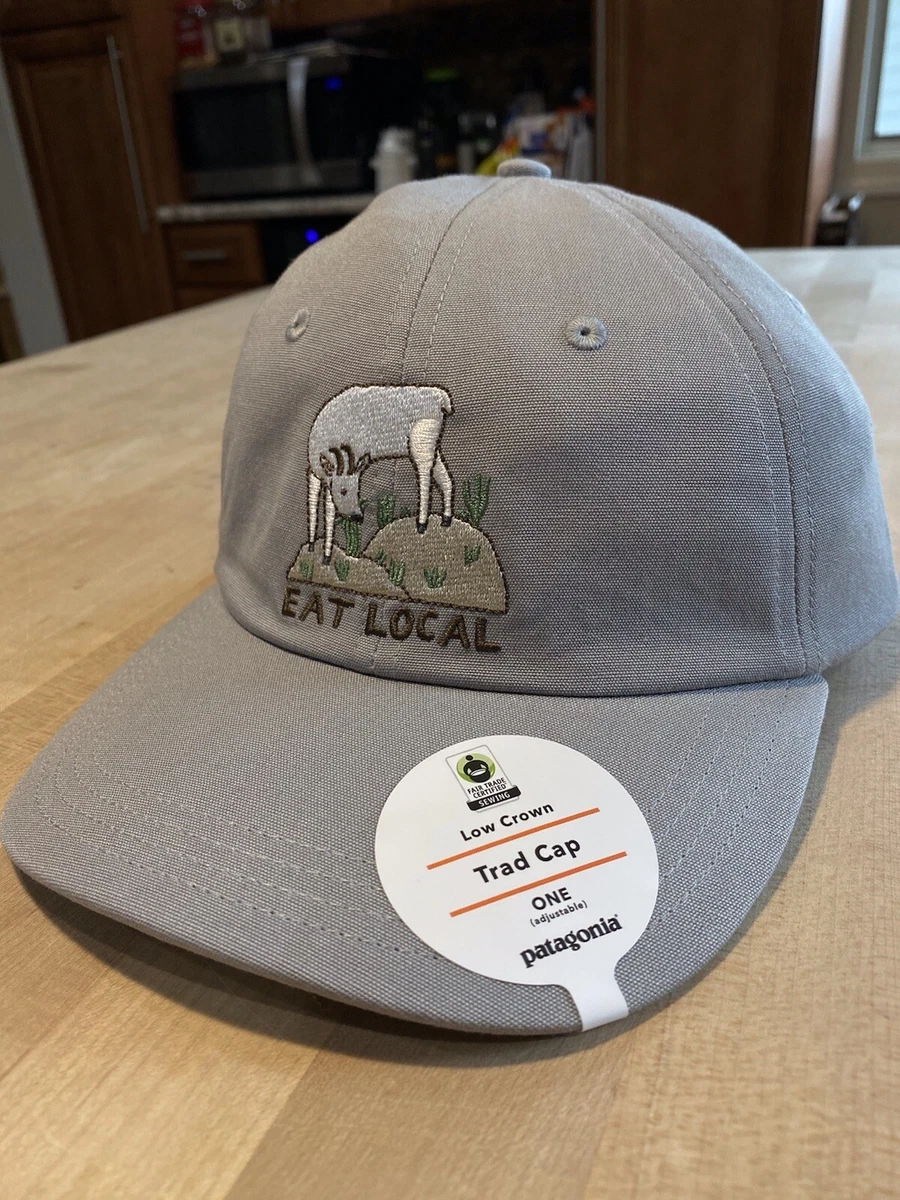 EAT LOCAL
FAIR TRADE
CERTIFIED
SEWING
Low Crown
Trad Cap
ONE
(adjustable)
patagonia®